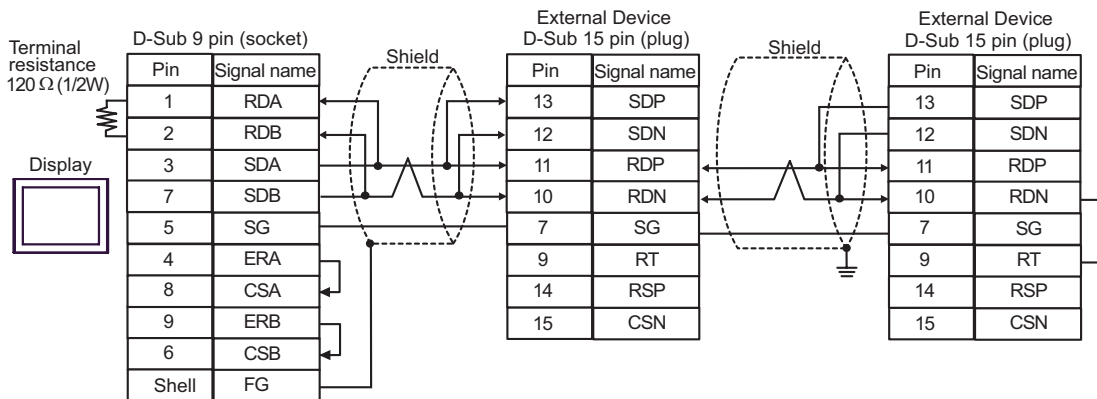 Terminal
resistance
120 Ω (1/2W)
Display
D-Sub 9 pin (socket)
Pin Signal name
1 RDA
2 RDB
3 SDA
7 SDB
5 SG
4 ERA
8 CSA
9 ERB
6 CSB
Shell FG
Shield
External Device
D-Sub 15 pin (plug)
Pin Signal name
13 SDP
12 SDN
11 RDP
10 RDN
7 SG
9 RT
14 RSP
15 CSN
Shield
External Device
D-Sub 15 pin (plug)
Pin Signal name
13 SDP
12 SDN
11 RDP
10 RDN
7 SG
9 RT
14 RSP
15 CSN